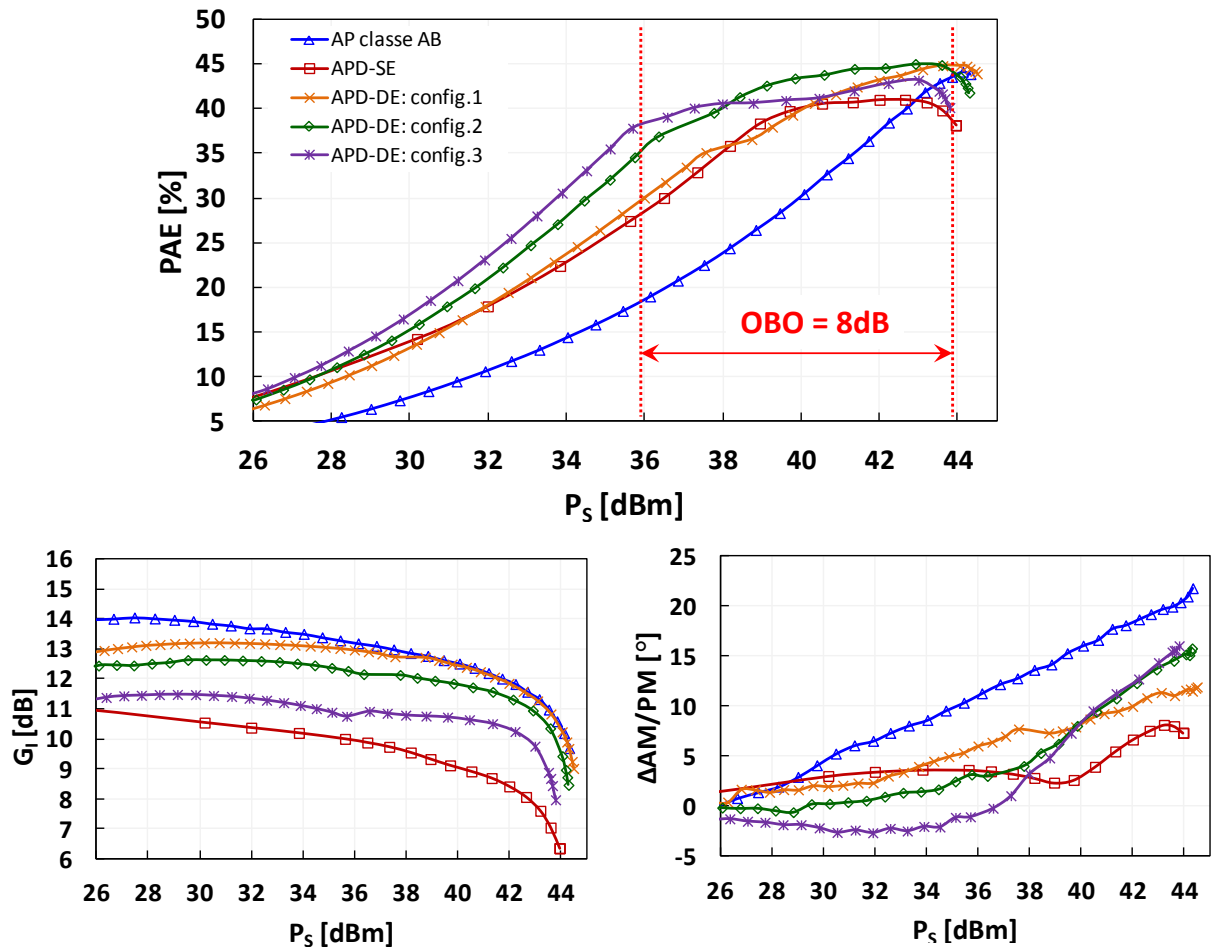 PAE [%]
50
45
40
35
30
25
20
15
10
5
AP classe AB
APD-SE
APD-DE: config.1
APD-DE: config.2
APD-DE: config.3
OBO = 8dB
26 28 30 32 34 36 38 40 42 44
PS [dBm]
GI [dB]
16
15
14
13
12
11
10
9
8
7
6
26 28 30 32 34 36 38 40 42 44
PS [dBm]
ΔAM/PM [°]
25
20
15
10
5
0
-5
26 28 30 32 34 36 38 40 42 44
PS [dBm]